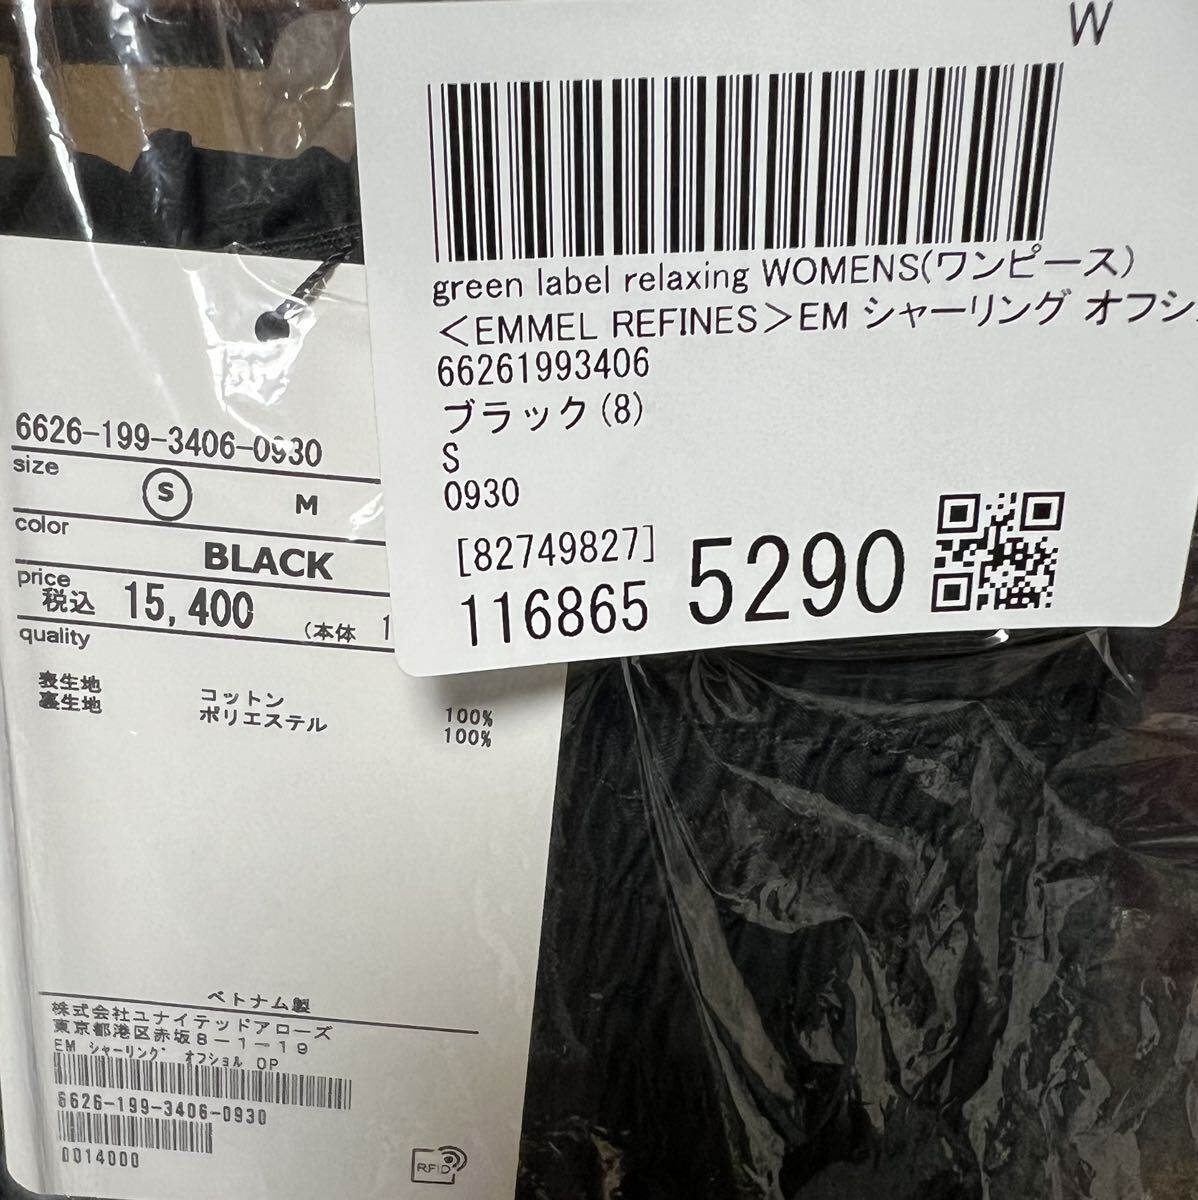 W
green label relaxing WOMENS(ワンピース)
＜EMMEL REFINES＞EM シャーリング オフショ
66261993406
ブラック(8)
S
0930
[82749827]
116865 5290
6626-199-3406-0930
size
S M
color
BLACK
price
税込 15,400 (本体 1
quality
表生地 コットン 100%
裏生地 ポリエステル 100%
ベトナム製
株式会社ユナイテッドアローズ
東京都港区赤坂8-1-19
EM シャーリング オフショル OP
6626-199-3406-0930
0014000
RFID